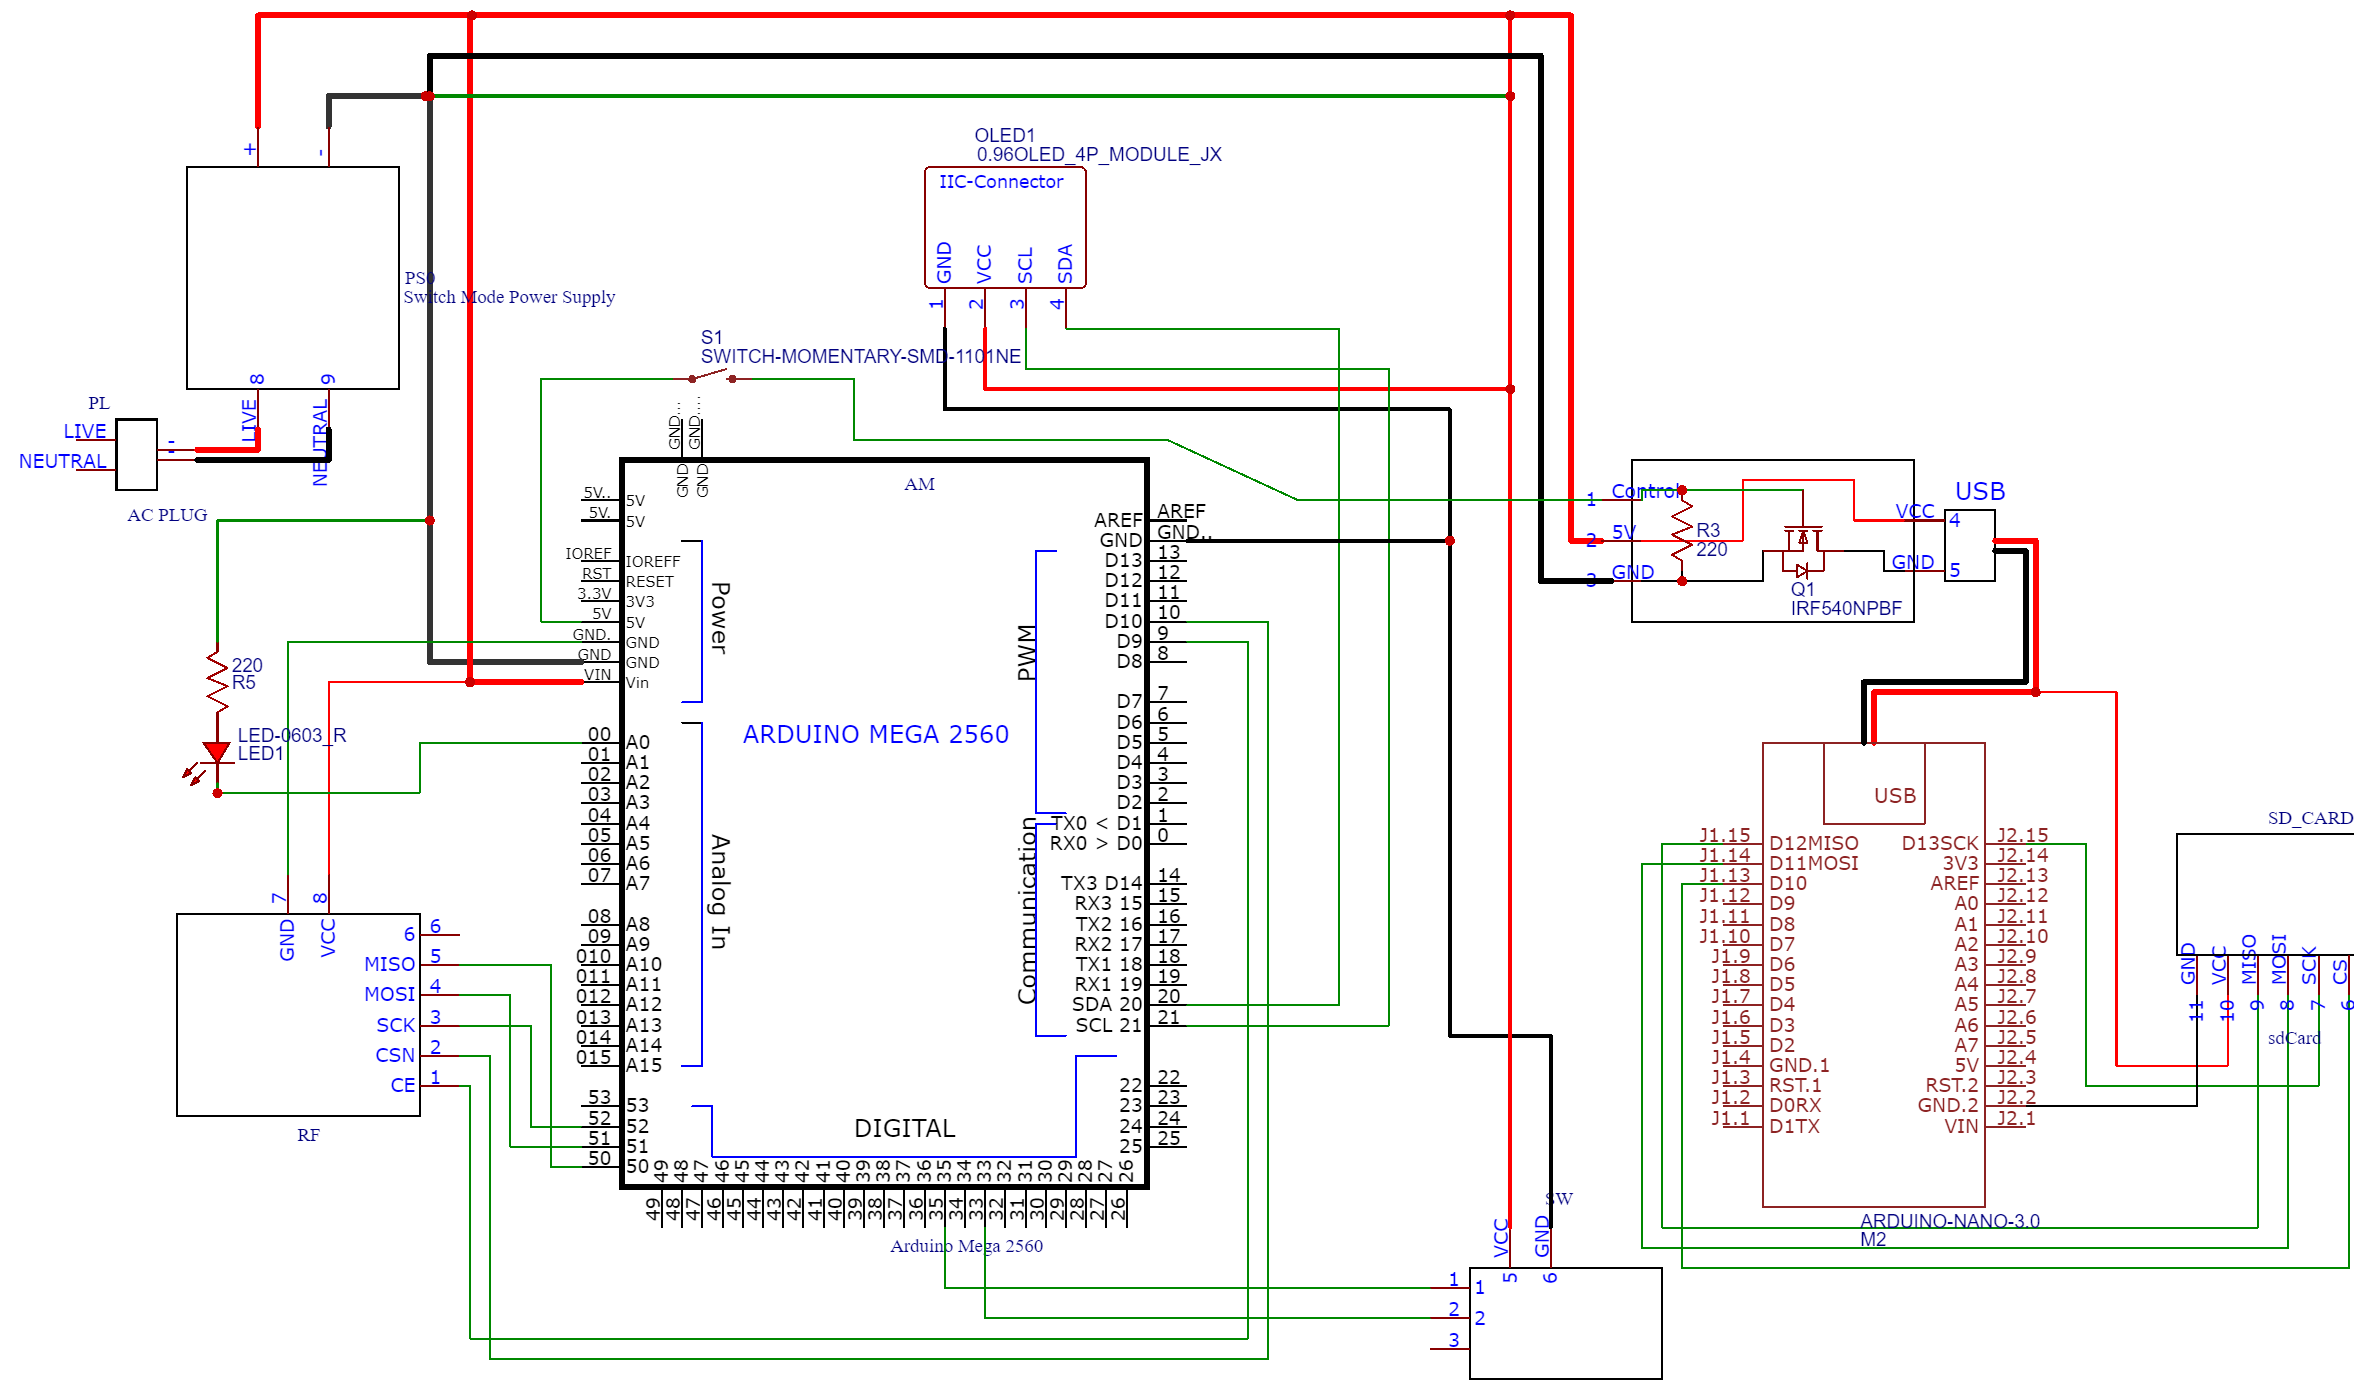 +
-
PS0
Switch Mode Power Supply
8
9
LIVE
NEUTRAL
PL
LIVE
NEUTRAL
-
-
AC PLUG
OLED1
0.96OLED_4P_MODULE_JX
IIC-Connector
GND
VCC
SCL
SDA
1
2
3
4
S1
SWITCH-MOMENTARY-SMD-1101NE
GND....
GND.....
GND
GND
AM
5V..
5V
5V.
5V
IOREF
IOREFF
RST
RESET
3.3V
3V3
5V
5V
GND.
GND
GND
GND
VIN
Vin
Power
ARDUINO MEGA 2560
00 A0
01 A1
02 A2
03 A3
04 A4
05 A5
06 A6
07 A7
08 A8
09 A9
010 A10
011 A11
012 A12
013 A13
014 A14
015 A15
Analog In
53 53
52 52
51 51
50 50
AREF AREF
GND GND..
D13 13
D12 12
D11 11
D10 10
D9 9
D8 8
D7 7
D6 6
D5 5
D4 4
D3 3
D2 2
TX0 < D1 1
RX0 > D0 0
PWM
TX3 D14 14
RX3 15 15
TX2 16 16
RX2 17 17
TX1 18 18
RX1 19 19
SDA 20 20
SCL 21 21
Communication
22 22
23 23
24 24
25 25
DIGITAL
49 48 47 46 45 44 43 42 41 40 39 38 37 36 35 34 33 32 31 30 29 28 27 26
49 48 47 46 45 44 43 42 41 40 39 38 37 36 35 34 33 32 31 30 29 28 27 26
Arduino Mega 2560
220
R5
LED-0603_R
LED1
7
8
GND
VCC
6 6
MISO 5
MOSI 4
SCK 3
CSN 2
CE 1
RF
1 Control
2 5V
3 GND
R3
220
Q1
IRF540NPBF
USB
VCC 4
GND 5
USB
J1.15 D12MISO
J1.14 D11MOSI
J1.13 D10
J1.12 D9
J1.11 D8
J1.10 D7
J1.9 D6
J1.8 D5
J1.7 D4
J1.6 D3
J1.5 D2
J1.4 GND.1
J1.3 RST.1
J1.2 D0RX
J1.1 D1TX
D13SCK J2.15
3V3 J2.14
AREF J2.13
A0 J2.12
A1 J2.11
A2 J2.10
A3 J2.9
A4 J2.8
A5 J2.7
A6 J2.6
A7 J2.5
5V J2.4
RST.2 J2.3
GND.2 J2.2
VIN J2.1
ARDUINO-NANO-3.0
M2
SD_CARD
GND
VCC
MISO
MOSI
SCK
CS
11
10
9
8
7
6
sdCard
SW
VCC
GND
5
6
1 1
2 2
3